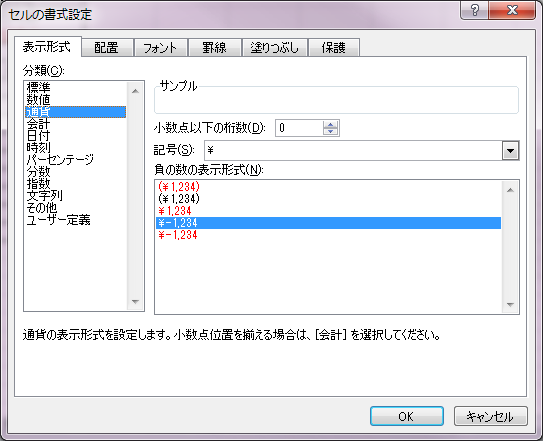 セルの書式設定
表示形式 配置 フォント 罫線 塗りつぶし 保護
分類(C):
標準
数値
通貨
会計
日付
時刻
パーセンテージ
分数
指数
文字列
その他
ユーザー定義
サンプル
小数点以下の桁数(D): 0
記号(S): ¥
負の数の表示形式(N):
(¥1,234)
(¥1,234)
¥1,234
¥-1,234
¥-1,234
通貨の表示形式を設定します。小数点位置を揃える場合は、[会計] を選択してください。
OK キャンセル